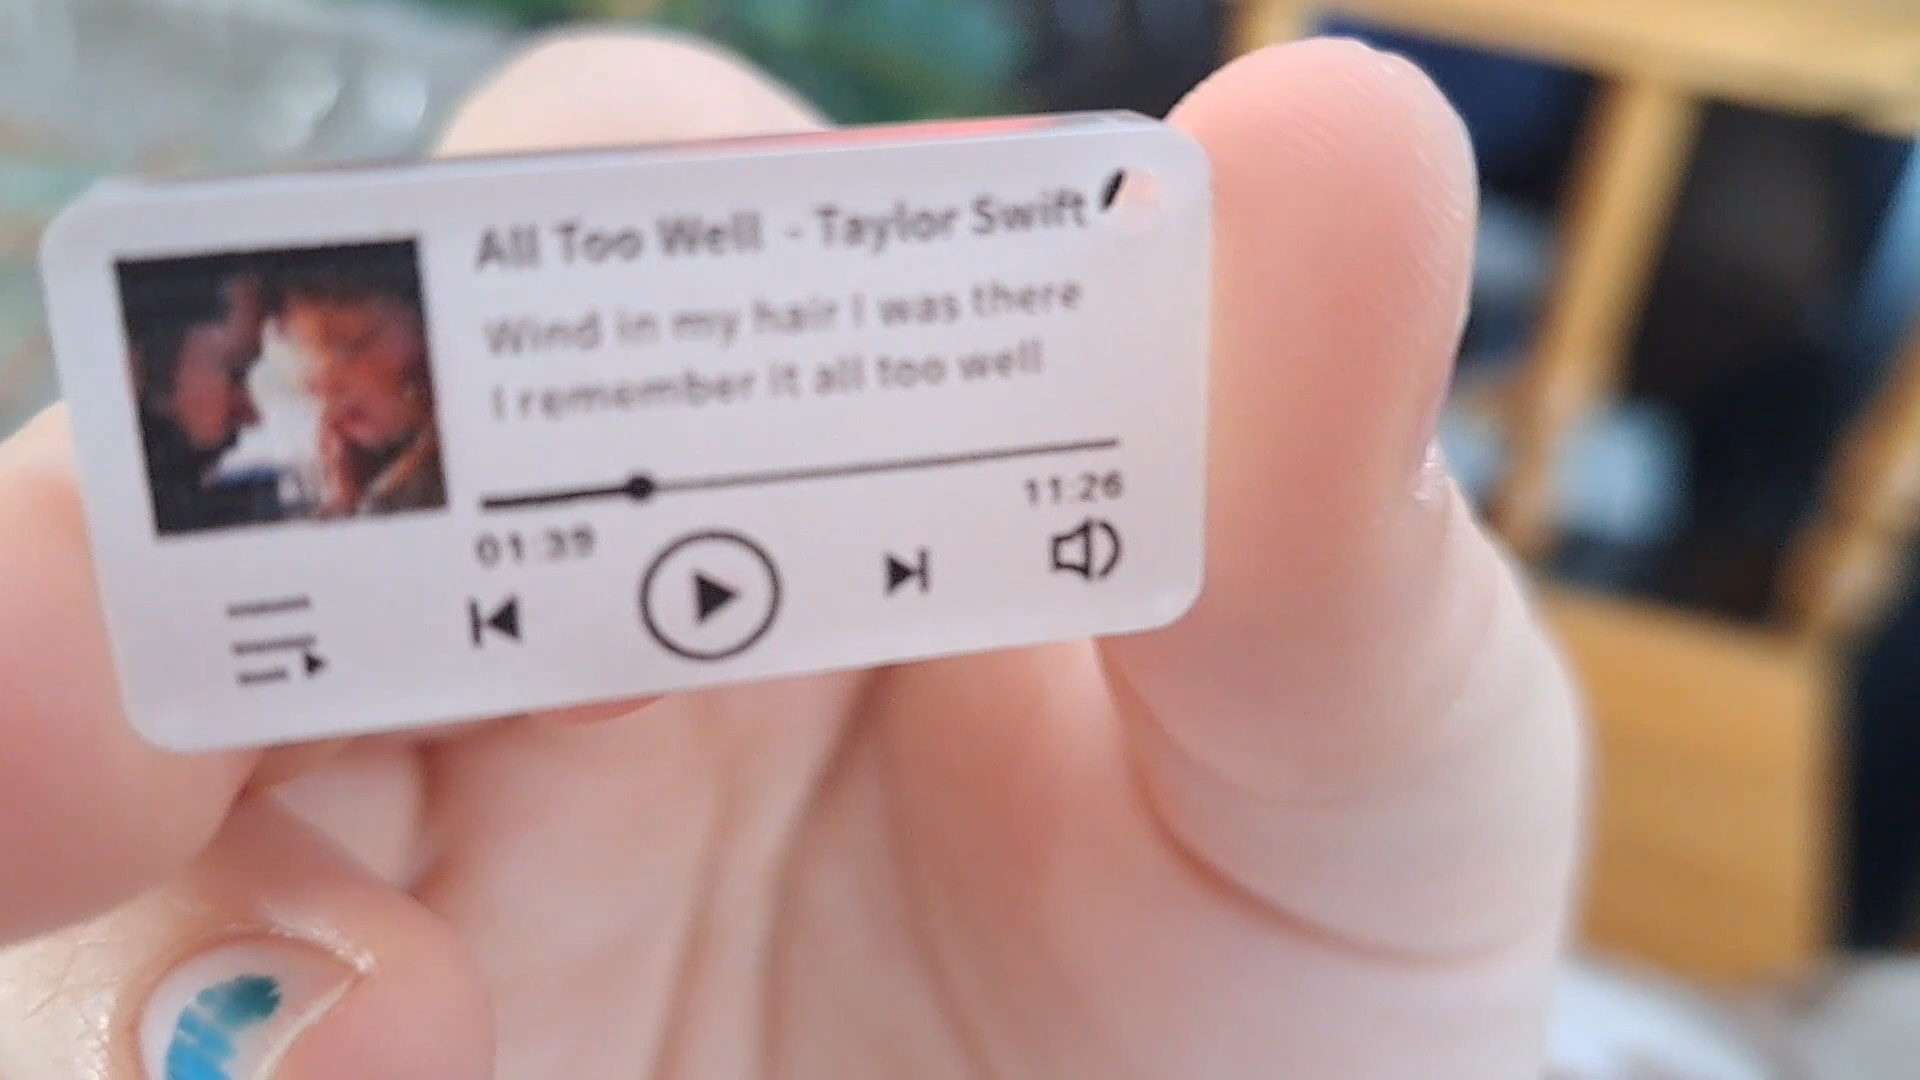 All Too Well - Taylor Swift
Wind in my hair I was there
I remember it all too well
01:39
11:26